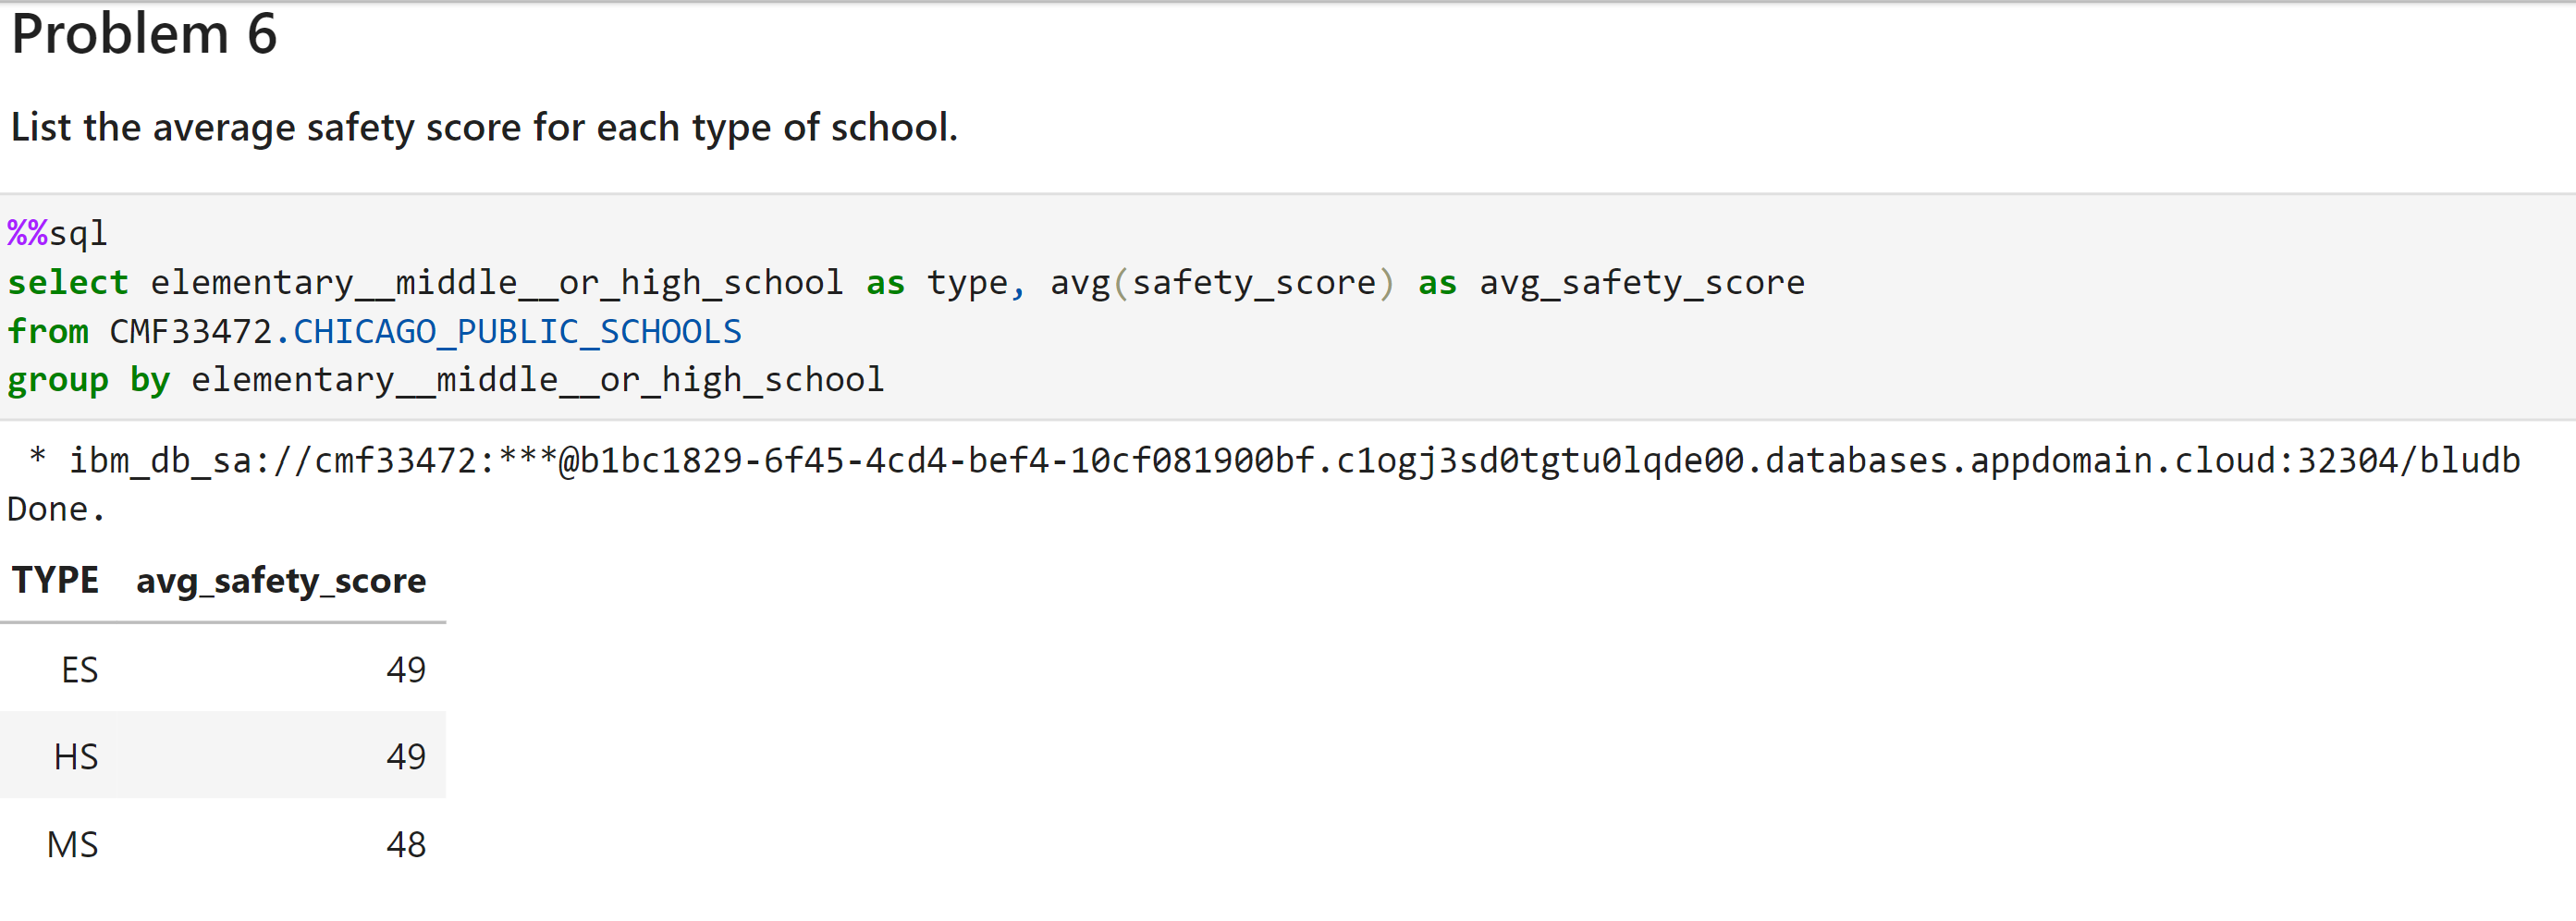 Problem 6
List the average safety score for each type of school.
%%sql
select elementary__middle__or_high_school as type, avg(safety_score) as avg_safety_score
from CMF33472.CHICAGO_PUBLIC_SCHOOLS
group by elementary__middle__or_high_school
* ibm_db_sa://cmf33472:***@b1bc1829-6f45-4cd4-bef4-10cf081900bf.c1ogj3sd0tgtu0lqde00.databases.appdomain.cloud:32304/bludb
Done.
TYPE avg_safety_score
ES 49
HS 49
MS 48